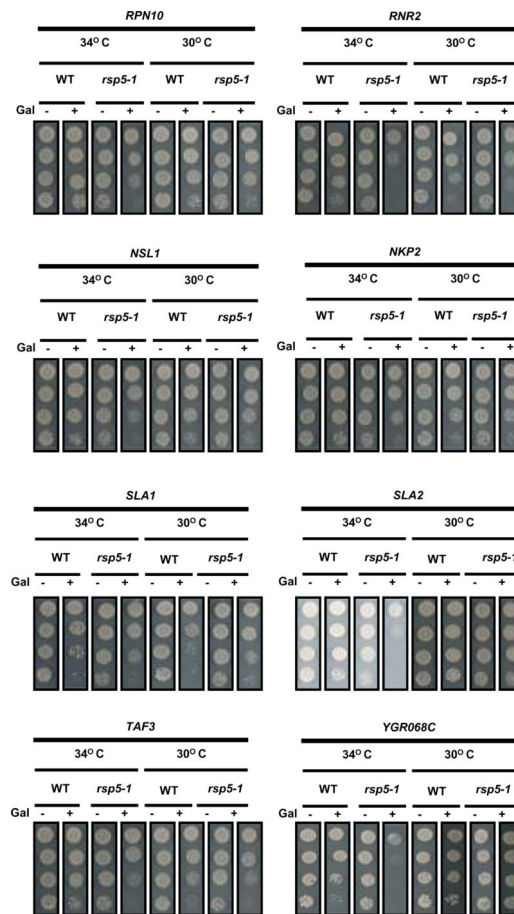 RPN10
34° C 30° C
WT rsp5-1 WT rsp5-1
Gal - + - + - + - +
RNR2
34° C 30° C
WT rsp5-1 WT rsp5-1
Gal - + - + - + - +
NSL1
34° C 30° C
WT rsp5-1 WT rsp5-1
Gal - + - + - + - +
NKP2
34° C 30° C
WT rsp5-1 WT rsp5-1
Gal - + - + - + - +
SLA1
34° C 30° C
WT rsp5-1 WT rsp5-1
Gal - + - + - + - +
SLA2
34° C 30° C
WT rsp5-1 WT rsp5-1
Gal - + - + - + - +
TAF3
34° C 30° C
WT rsp5-1 WT rsp5-1
Gal - + - + - + - +
YGR068C
34° C 30° C
WT rsp5-1 WT rsp5-1
Gal - + - + - + - +